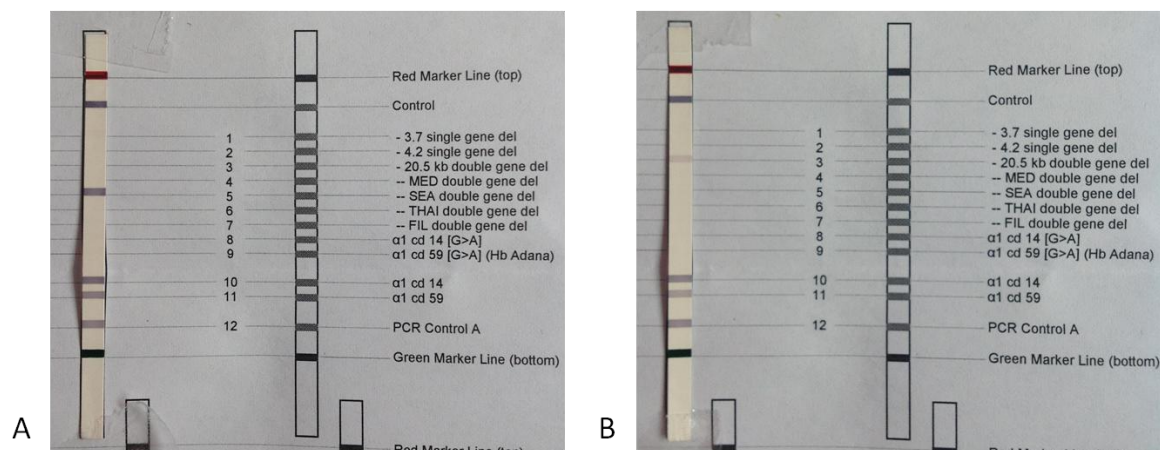 Red Marker Line (top)
Control
1 - 3.7 single gene del
2 - 4.2 single gene del
3 - 20.5 kb double gene del
4 -- MED double gene del
5 -- SEA double gene del
6 -- THAI double gene del
7 -- FIL double gene del
8 α1 cd 14 [G>A]
9 α1 cd 59 [G>A] (Hb Adana)
10 α1 cd 14
11 α1 cd 59
12 PCR Control A
Green Marker Line (bottom)
A
Red Marker Line (top)
Control
1 - 3.7 single gene del
2 - 4.2 single gene del
3 - 20.5 kb double gene del
4 -- MED double gene del
5 -- SEA double gene del
6 -- THAI double gene del
7 -- FIL double gene del
8 α1 cd 14 [G>A]
9 α1 cd 59 [G>A] (Hb Adana)
10 α1 cd 14
11 α1 cd 59
12 PCR Control A
Green Marker Line (bottom)
B